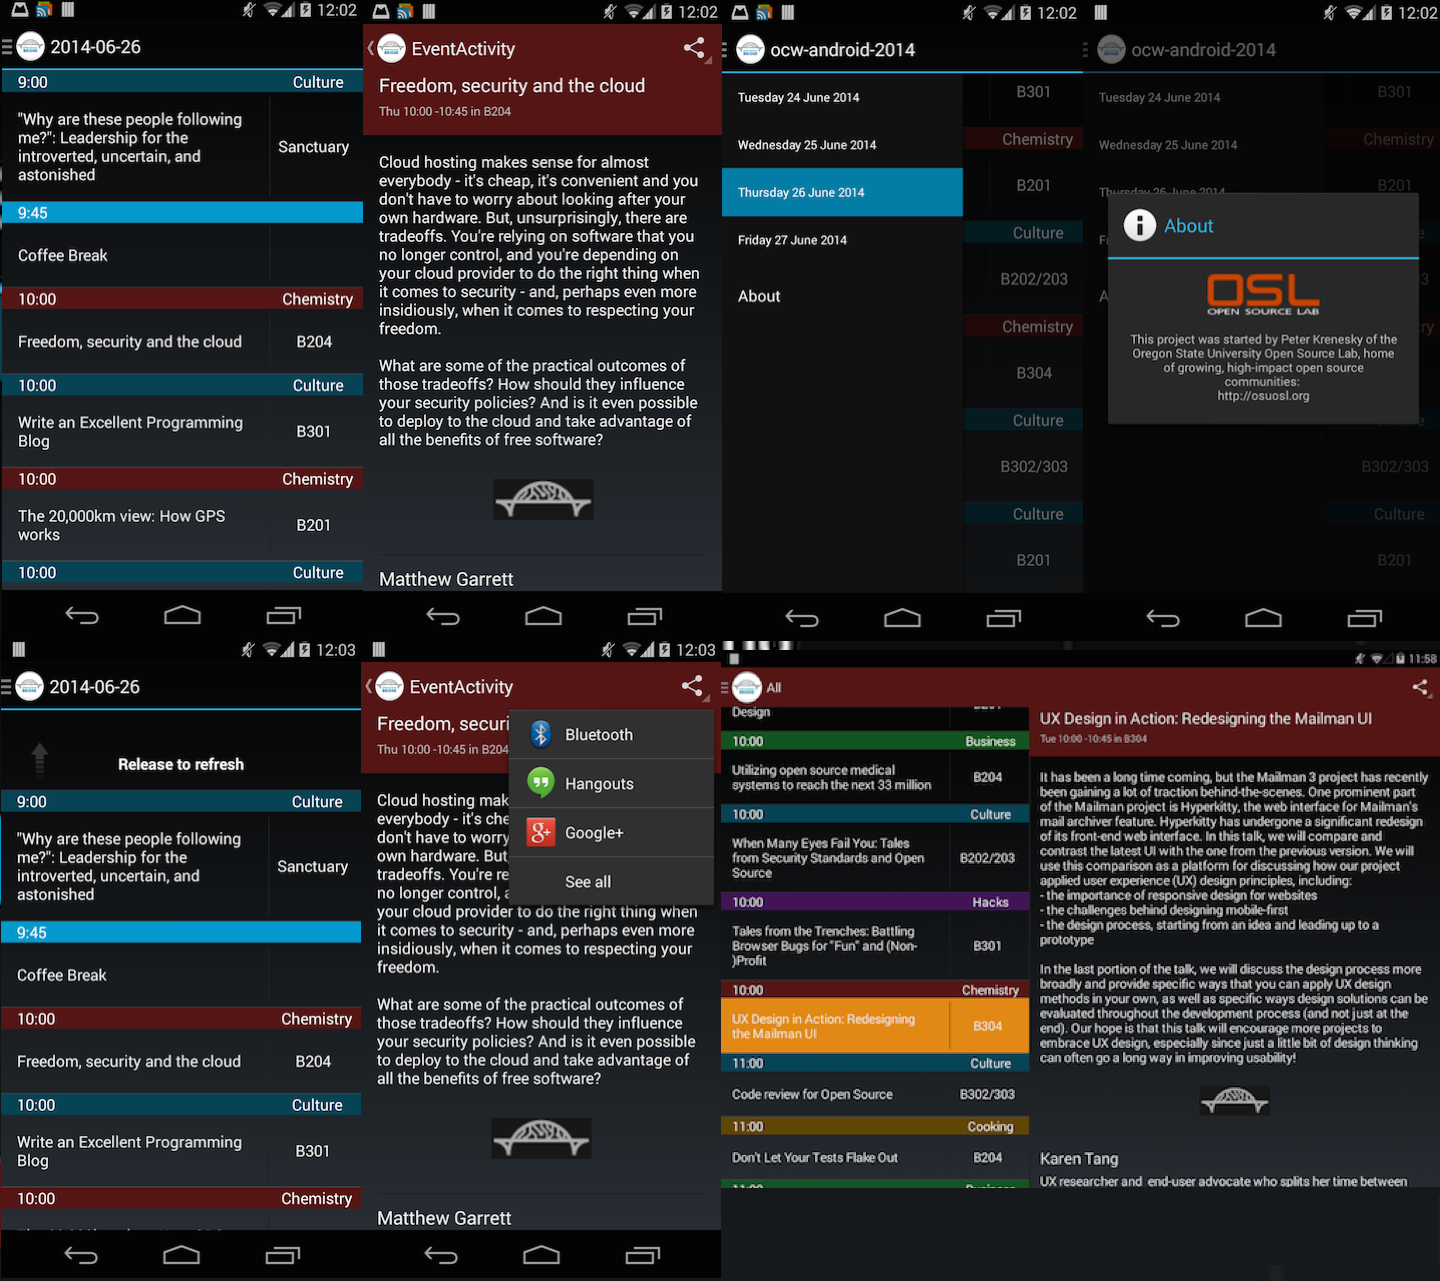 12:02
2014-06-26
9:00 Culture
"Why are these people following
me?": Leadership for the
introverted, uncertain, and
astonished
Sanctuary
9:45
Coffee Break
10:00 Chemistry
Freedom, security and the cloud B204
10:00 Culture
Write an Excellent Programming
Blog
B301
10:00 Chemistry
The 20,000km view: How GPS
works
B201
10:00 Culture
12:02
EventActivity
Freedom, security and the cloud
Thu 10:00 -10:45 in B204
Cloud hosting makes sense for almost
everybody - it's cheap, it's convenient and you
don't have to worry about looking after your
own hardware. But, unsurprisingly, there are
tradeoffs. You're relying on software that you
no longer control, and you're depending on
your cloud provider to do the right thing when
it comes to security - and, perhaps even more
insidiously, when it comes to respecting your
freedom.
What are some of the practical outcomes of
those tradeoffs? How should they influence
your security policies? And is it even possible
to deploy to the cloud and take advantage of
all the benefits of free software?
Matthew Garrett
12:02
ocw-android-2014
Tuesday 24 June 2014
Wednesday 25 June 2014
Thursday 26 June 2014
Friday 27 June 2014
About
B301
Chemistry
B201
Culture
B202/203
Chemistry
B304
Culture
B302/303
Culture
B201
12:02
ocw-android-2014
Tuesday 24 June 2014
Wednesday 25 June 2014
Thursday 26 June 2014
B301
Chemistry
B201
About
OSL
OPEN SOURCE LAB
This project was started by Peter Krenesky of the
Oregon State University Open Source Lab, home
of growing, high-impact open source
communities:
http://osuosl.org
B302/303
Culture
B201
12:03
2014-06-26
Release to refresh
9:00 Culture
"Why are these people following
me?": Leadership for the
introverted, uncertain, and
astonished
Sanctuary
9:45
Coffee Break
10:00 Chemistry
Freedom, security and the cloud B204
10:00 Culture
Write an Excellent Programming
Blog
B301
10:00 Chemistry
12:03
EventActivity
Freedom, securi
Thu 10:00 -10:45 in B204
Bluetooth
Hangouts
Google+
See all
Cloud hosting mak
everybody - it's che
don't have to worry
own hardware. But
tradeoffs. You're re
no longer control, a
your cloud provider to do the right thing when
it comes to security - and, perhaps even more
insidiously, when it comes to respecting your
freedom.
What are some of the practical outcomes of
those tradeoffs? How should they influence
your security policies? And is it even possible
to deploy to the cloud and take advantage of
all the benefits of free software?
Matthew Garrett
11:58
All
Design
10:00 Business
Utilizing open source medical
systems to reach the next 33 million
B204
10:00 Culture
When Many Eyes Fail You: Tales
from Security Standards and Open
Source
B202/203
10:00 Hacks
Tales from the Trenches: Battling
Browser Bugs for "Fun" and (Non-
)Profit
B301
10:00 Chemistry
UX Design in Action: Redesigning
the Mailman UI
B304
11:00 Culture
Code review for Open Source B302/303
11:00 Cooking
Don't Let Your Tests Flake Out B204
UX Design in Action: Redesigning the Mailman UI
Tue 10:00 -10:45 in B304
It has been a long time coming, but the Mailman 3 project has recently
been gaining a lot of traction behind-the-scenes. One prominent part
of the Mailman project is Hyperkitty, the web interface for Mailman's
mail archiver feature. Hyperkitty has undergone a significant redesign
of its front-end web interface. In this talk, we will compare and
contrast the latest UI with the one from the previous version. We will
use this comparison as a platform for discussing how our project
applied user experience (UX) design principles, including:
- the importance of responsive design for websites
- the challenges behind designing mobile-first
- the design process, starting from an idea and leading up to a
prototype
In the last portion of the talk, we will discuss the design process more
broadly and provide specific ways that you can apply UX design
methods in your own, as well as specific ways design solutions can be
evaluated throughout the development process (and not just at the
end). Our hope is that this talk will encourage more projects to
embrace UX design, especially since just a little bit of design thinking
can often go a long way in improving usability!
Karen Tang
UX researcher and end-user advocate who splits her time between